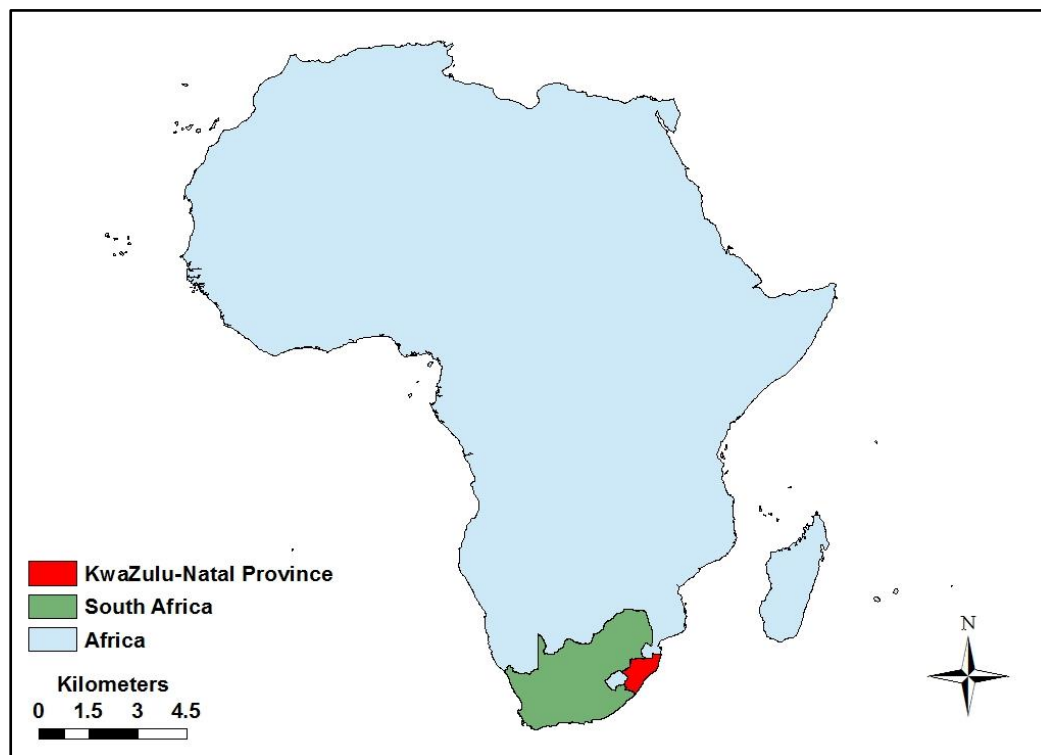 KwaZulu-Natal Province
South Africa
Africa
Kilometers
0 1.5 3 4.5
N